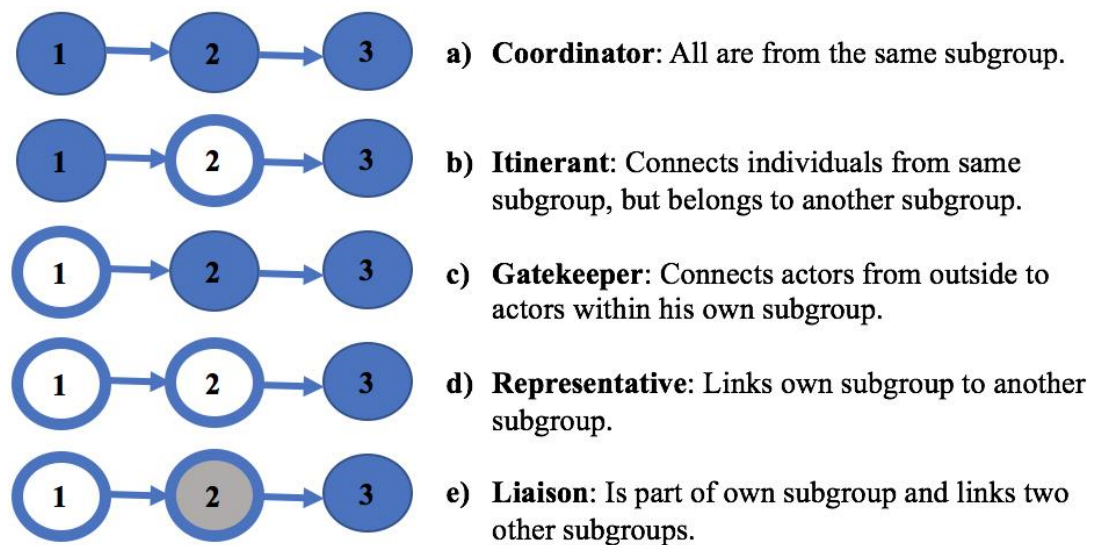 1 2 3 a) Coordinator: All are from the same subgroup.
1 2 3 b) Itinerant: Connects individuals from same
subgroup, but belongs to another subgroup.
1 2 3 c) Gatekeeper: Connects actors from outside to
actors within his own subgroup.
1 2 3 d) Representative: Links own subgroup to another
subgroup.
1 2 3 e) Liaison: Is part of own subgroup and links two
other subgroups.